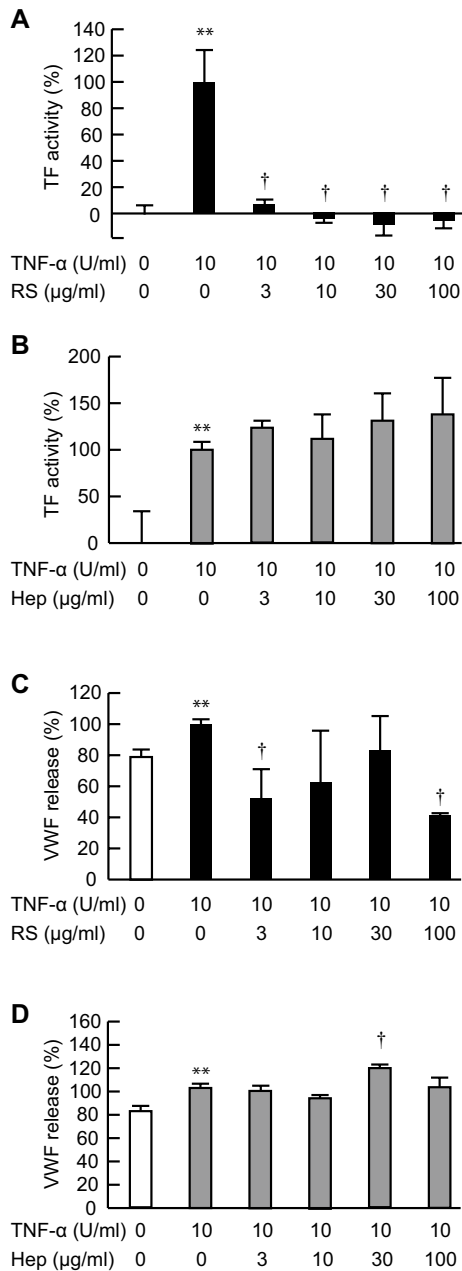 A
TF activity (%)
140
120
100
80
60
40
20
0
**
†
†
†
†
TNF-α (U/ml) 0 10 10 10 10 10
RS (µg/ml) 0 0 3 10 30 100
B
TF activity (%)
200
150
100
50
0
**
TNF-α (U/ml) 0 10 10 10 10 10
Hep (µg/ml) 0 0 3 10 30 100
C
VWF release (%)
120
100
80
60
40
20
0
**
†
†
TNF-α (U/ml) 0 10 10 10 10 10
RS (µg/ml) 0 0 3 10 30 100
D
VWF release (%)
160
140
120
100
80
60
40
20
0
**
†
TNF-α (U/ml) 0 10 10 10 10 10
Hep (µg/ml) 0 0 3 10 30 100